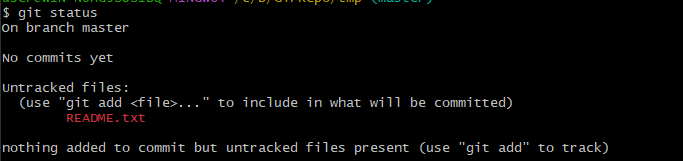 $ git status
On branch master
No commits yet
Untracked files:
(use "git add <file>..." to include in what will be committed)
README.txt
nothing added to commit but untracked files present (use "git add" to track)